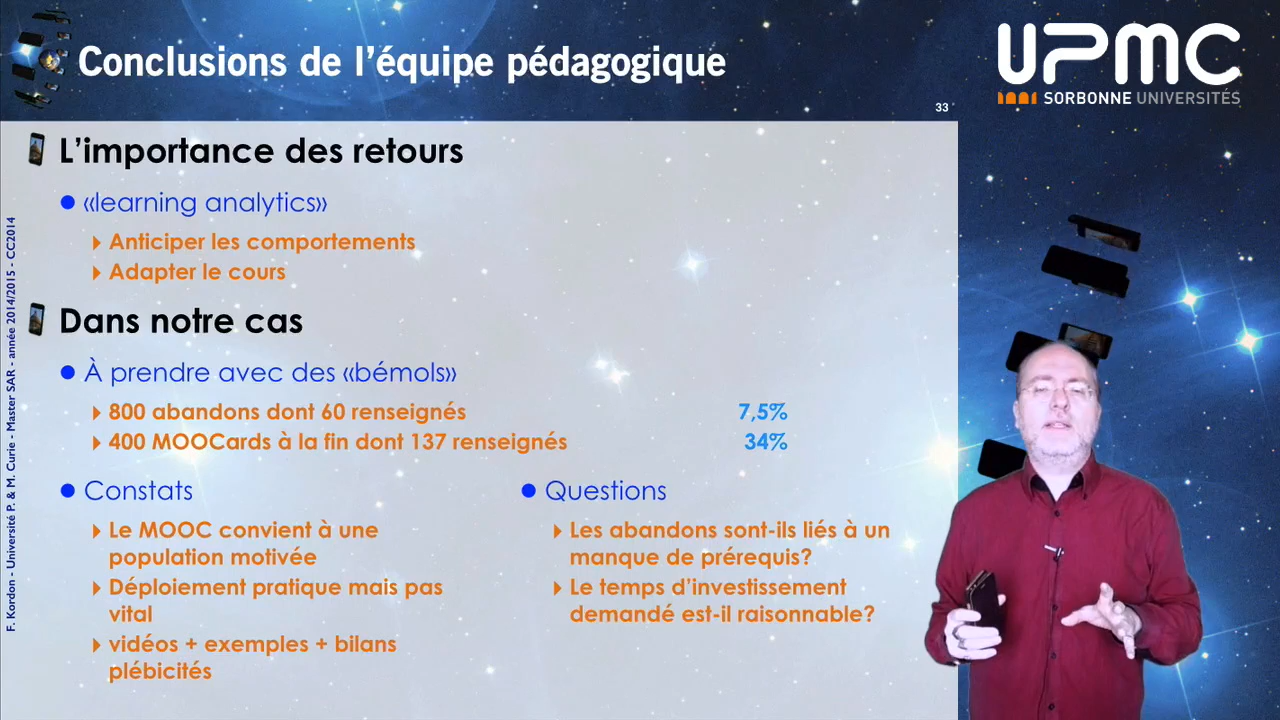 Conclusions de l'équipe pédagogique
UPMC
SORBONNE UNIVERSITÉS
33
L'importance des retours
«learning analytics»
Anticiper les comportements
Adapter le cours
Dans notre cas
À prendre avec des «bémols»
800 abandons dont 60 renseignés 7,5%
400 MOOCards à la fin dont 137 renseignés 34%
Constats
Le MOOC convient à une
population motivée
Déploiement pratique mais pas
vital
vidéos + exemples + bilans
plébicités
Questions
Les abandons sont-ils liés à un
manque de prérequis?
Le temps d'investissement
demandé est-il raisonnable?
F. Kordon - Université P. & M. Curie - Master SAR - année 2014/2015 - CC2014